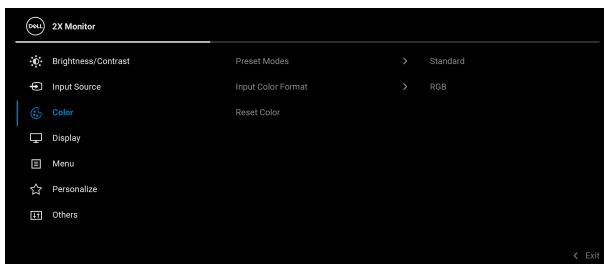 DELL 2X Monitor
Brightness/Contrast Preset Modes > Standard
Input Source Input Color Format > RGB
Color Reset Color
Display
Menu
Personalize
Others
< Exit